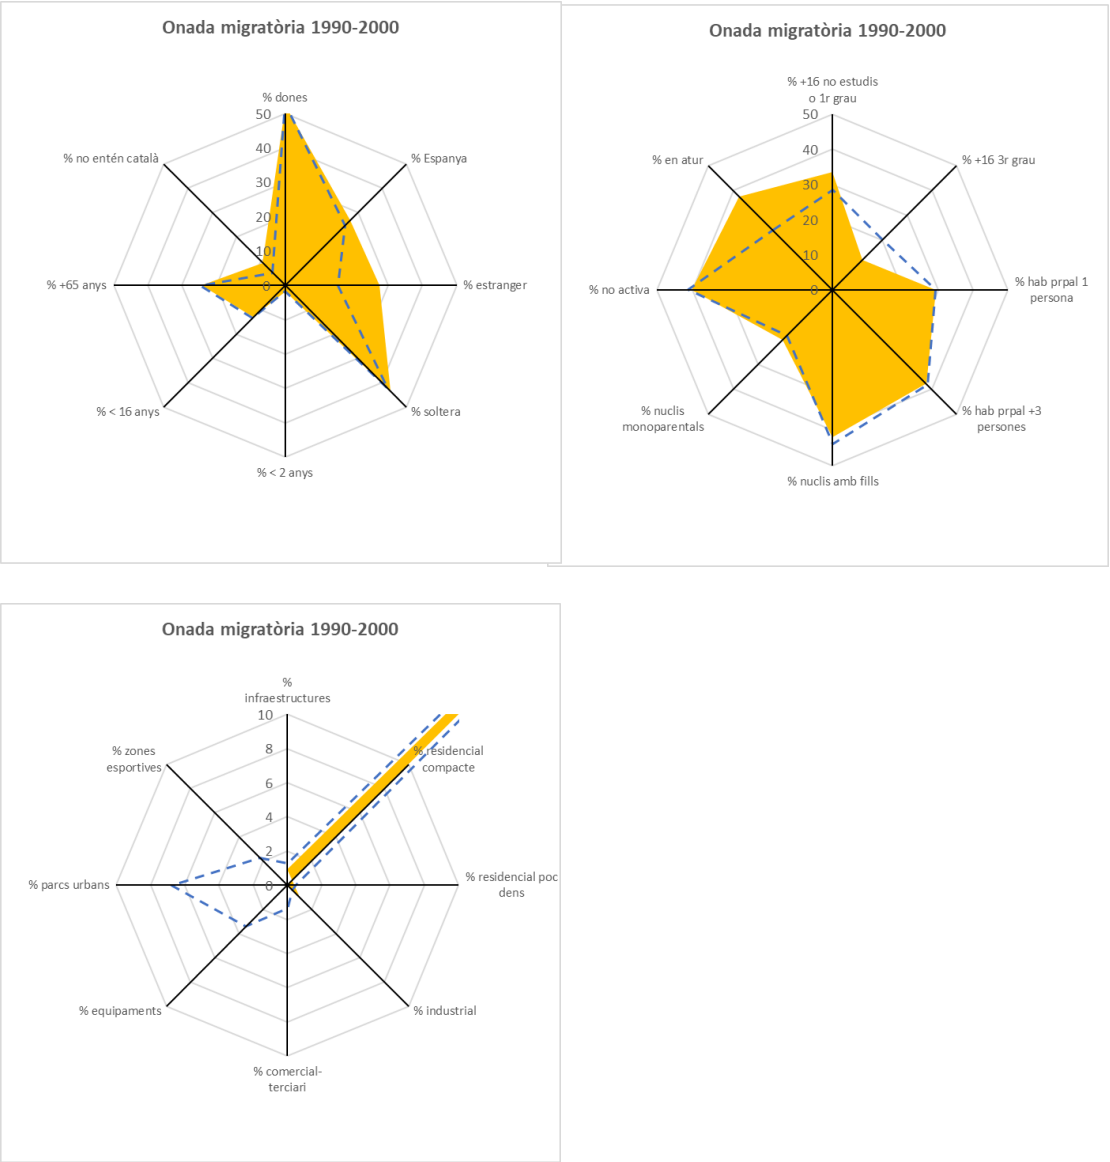 Onada migratòria 1990-2000
% dones
50
40
30
20
10
0
% no entén català
% Espanya
% +65 anys
% estranger
% < 16 anys
% soltera
% < 2 anys
Onada migratòria 1990-2000
% +16 no estudis
o 1r grau
50
40
30
20
10
0
% en atur
% +16 3r grau
% no activa
% hab prpal 1
persona
% nuclis
monoparentals
% hab prpal +3
persones
% nuclis amb fills
Onada migratòria 1990-2000
%
infraestructures
10
8
6
4
2
0
% zones
esportives
% residencial
compacte
% parcs urbans
% residencial poc
dens
% equipaments
% industrial
% comercial-
terciari